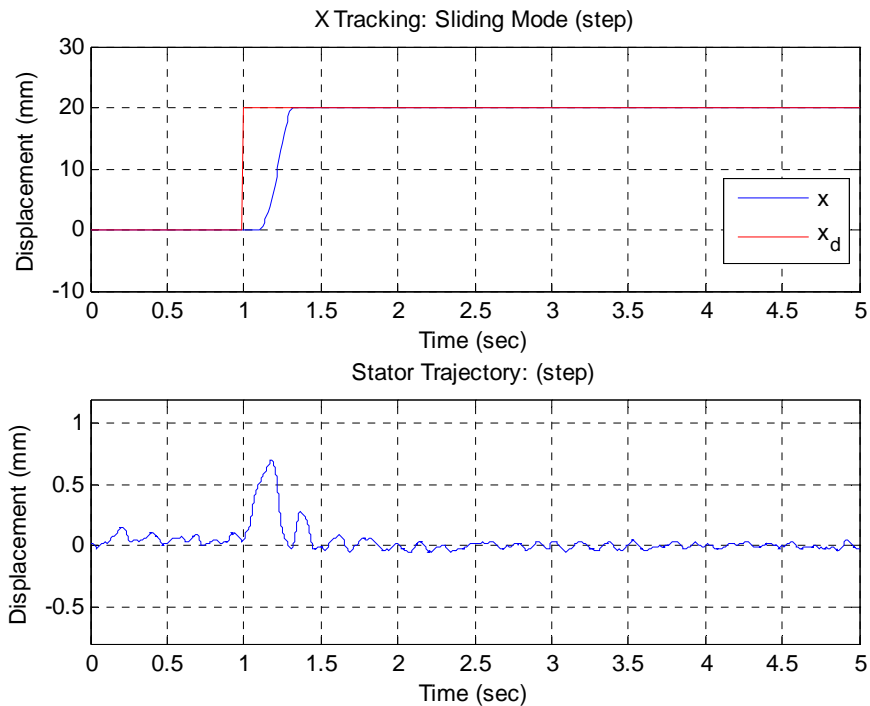 X Tracking: Sliding Mode (step)
30
20
10
0
-10
Displacement (mm)
x
x_d
0 0.5 1 1.5 2 2.5 3 3.5 4 4.5 5
Time (sec)
Stator Trajectory: (step)
1
0.5
0
-0.5
Displacement (mm)
0 0.5 1 1.5 2 2.5 3 3.5 4 4.5 5
Time (sec)